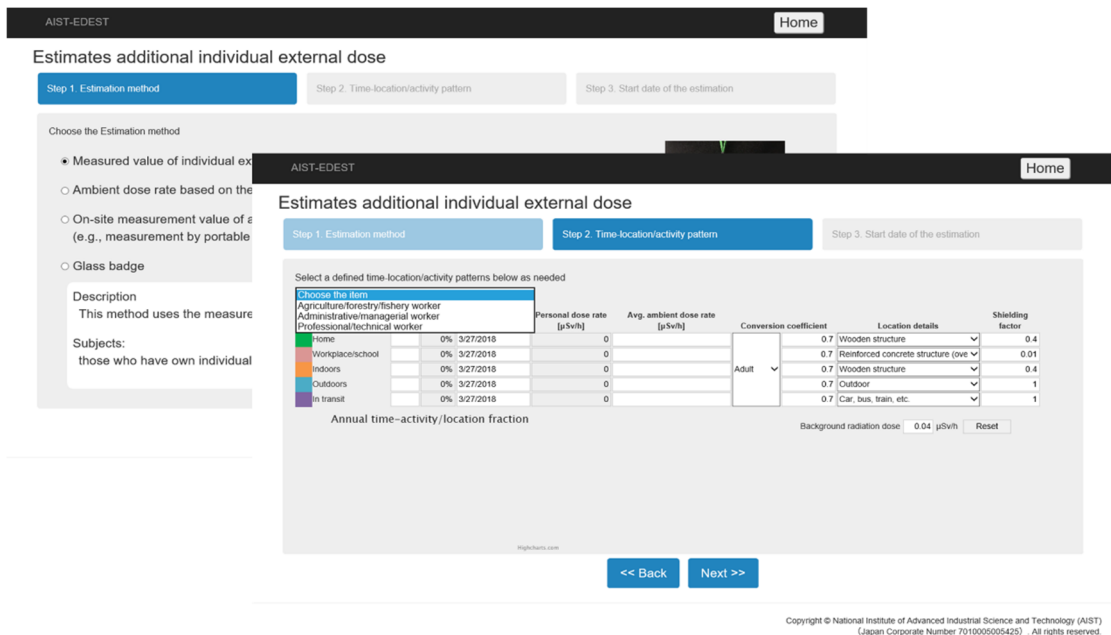 AIST-EDEST
Home
Estimates additional individual external dose
Step 1. Estimation method
Step 2. Time-location/activity pattern
Step 3. Start date of the estimation
Choose the Estimation method
Measured value of individual ex
Ambient dose rate based on the
On-site measurement value of a
(e.g., measurement by portable
Glass badge
Description
This method uses the measure
Subjects:
those who have own individual
AIST-EDEST
Home
Estimates additional individual external dose
Step 1. Estimation method
Step 2. Time-location/activity pattern
Step 3. Start date of the estimation
Select a defined time-location/activity patterns below as needed
Choose the item
Agriculture/forestry/fishery worker
Administrative/managerial worker
Professional/technical worker
Personal dose rate [μSv/h] Avg. ambient dose rate [μSv/h] Conversion coefficient Location details Shielding factor
Home 0% 3/27/2018 0 0.7 Wooden structure 0.4
Workplace/school 0% 3/27/2018 0 0.7 Reinforced concrete structure (ove 0.01
Indoors 0% 3/27/2018 0 Adult 0.7 Wooden structure 0.4
Outdoors 0% 3/27/2018 0 0.7 Outdoor 1
In transit 0% 3/27/2018 0 0.7 Car, bus, train, etc. 1
Annual time-activity/location fraction
Background radiation dose 0.04 μSv/h Reset
Highcharts.com
<< Back
Next >>
Copyright © National Institute of Advanced Industrial Science and Technology (AIST)
(Japan Corporate Number 7010005005425) . All rights reserved.